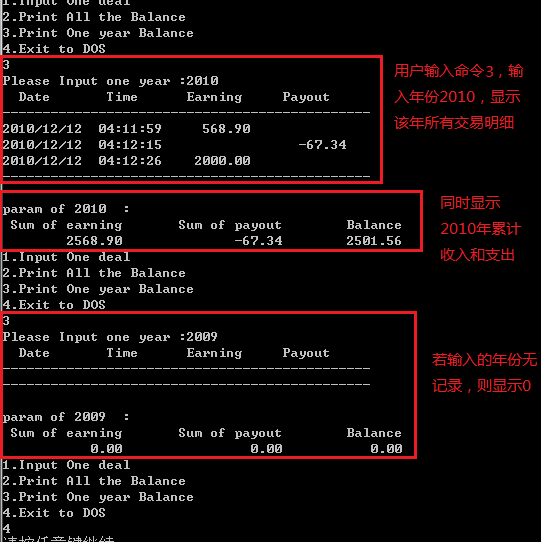 1.Input One deal
2.Print All the Balance
3.Print One year Balance
4.Exit to DOS
3
Please Input one year :2010
Date Time Earning Payout
------------------------------------------------
2010/12/12 04:11:59 568.90
2010/12/12 04:12:15 -67.34
2010/12/12 04:12:26 2000.00
------------------------------------------------
用户输入命令3，输
入年份2010，显示
该年所有交易明细
param of 2010 :
Sum of earning Sum of payout Balance
2568.90 -67.34 2501.56
同时显示
2010年累计
收入和支出
1.Input One deal
2.Print All the Balance
3.Print One year Balance
4.Exit to DOS
3
Please Input one year :2009
Date Time Earning Payout
------------------------------------------------
------------------------------------------------
param of 2009 :
Sum of earning Sum of payout Balance
0.00 0.00 0.00
若输入的年份无
记录，则显示0
1.Input One deal
2.Print All the Balance
3.Print One year Balance
4.Exit to DOS
4
请按任意键继续